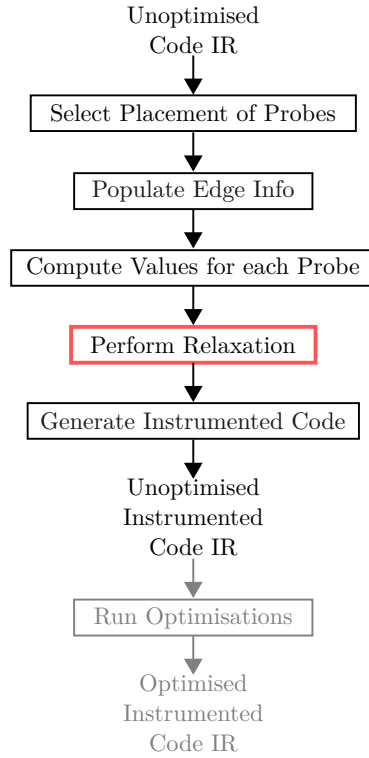 Unoptimised
Code IR
Select Placement of Probes
Populate Edge Info
Compute Values for each Probe
Perform Relaxation
Generate Instrumented Code
Unoptimised
Instrumented
Code IR
Run Optimisations
Optimised
Instrumented
Code IR